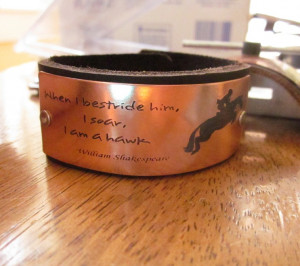 When I bestride him,
I soar,
I am a hawk
William Shakespeare